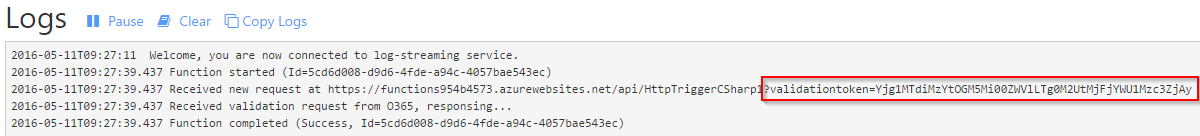 Logs Pause Clear Copy Logs
2016-05-11T09:27:11 Welcome, you are now connected to log-streaming service.
2016-05-11T09:27:39.437 Function started (Id=5cd6d008-d9d6-4fde-a94c-4057bae543ec)
2016-05-11T09:27:39.437 Received new request at https://functions954b4573.azurewebsites.net/api/HttpTriggerCSharp1?validationtoken=Yjg1MTdiMzYtOGM5Mi00ZWVlLTg0M2UtMjFjYWU1Mzc3ZjAy
2016-05-11T09:27:39.437 Received validation request from O365, responsing...
2016-05-11T09:27:39.437 Function completed (Success, Id=5cd6d008-d9d6-4fde-a94c-4057bae543ec)